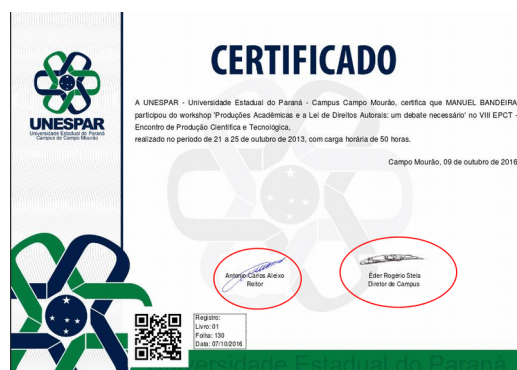 CERTIFICADO
UNESPAR
Universidade Estadual do Paraná
Campus de Campo Mourão
A UNESPAR - Universidade Estadual do Paraná - Campus Campo Mourão, certifica que MANUEL BANDEIRA
participou do workshop 'Produções Acadêmicas e a Lei de Direitos Autorais: um debate necessário' no VIII EPCT -
Encontro de Produção Científica e Tecnológica,
realizado no período de 21 a 25 de outubro de 2013, com carga horária de 50 horas.
Campo Mourão, 09 de outubro de 2016
Antonio Carlos Aleixo
Reitor
Éder Rogério Stela
Diretor de Campus
Registro:
Livro: 01
Folha: 130
Data: 07/10/2016
versidade Estadual do Paraná